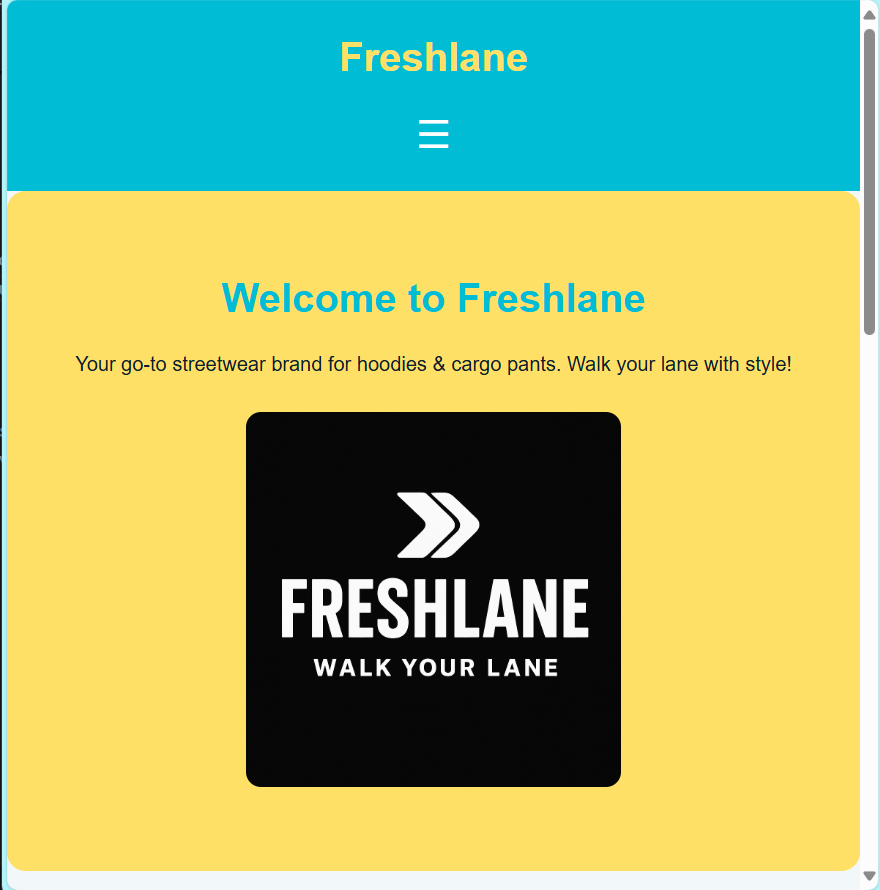 Freshlane
Welcome to Freshlane
Your go-to streetwear brand for hoodies & cargo pants. Walk your lane with style!
FRESHLANE
WALK YOUR LANE